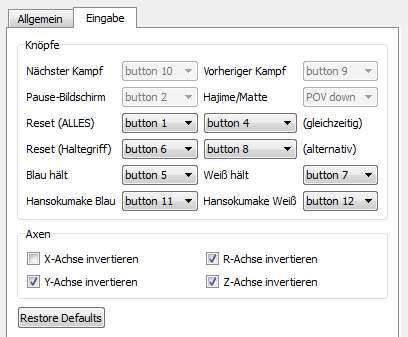 Allgemein Eingabe
Knöpfe
Nächster Kampf button 10 Vorheriger Kampf button 9
Pause-Bildschirm button 2 Hajime/Matte POV down
Reset (ALLES) button 1 button 4 (gleichzeitig)
Reset (Haltegriff) button 6 button 8 (alternativ)
Blau hält button 5 Weiß hält button 7
Hansokumake Blau button 11 Hansokumake Weiß button 12
Axen
X-Achse invertieren R-Achse invertieren
Y-Achse invertieren Z-Achse invertieren
Restore Defaults